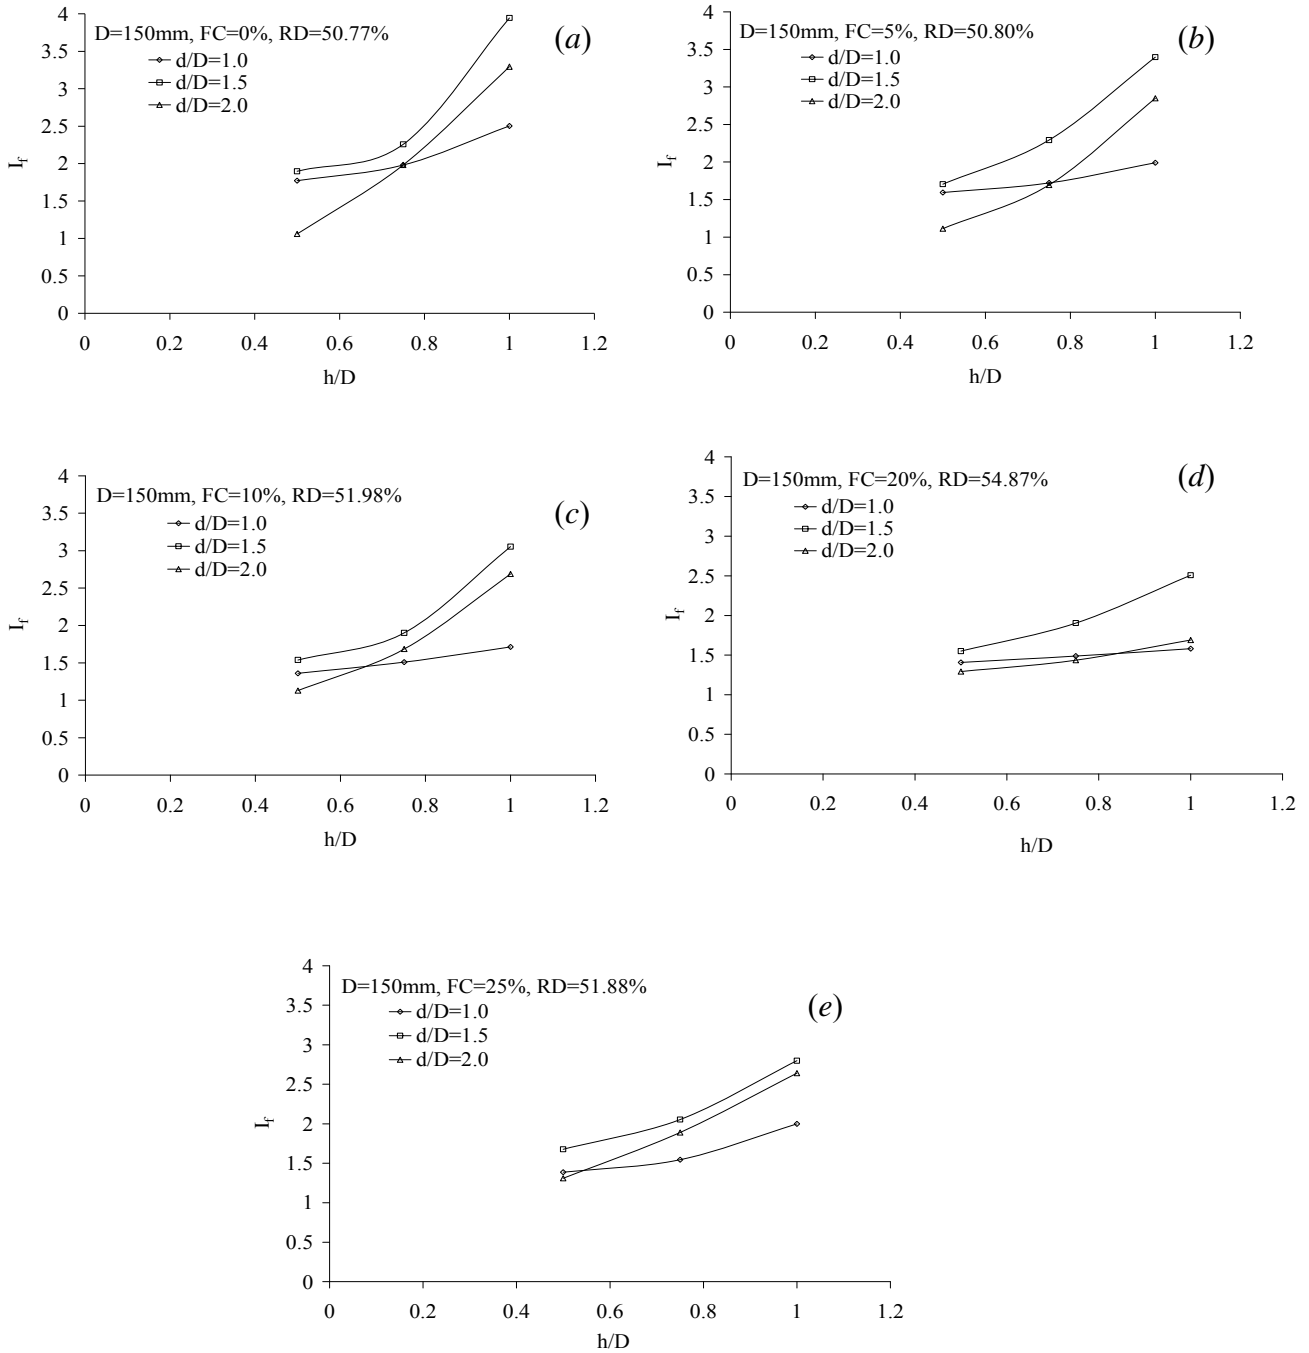 D=150mm, FC=0%, RD=50.77%
(a)
d/D=1.0
d/D=1.5
d/D=2.0
4
3.5
3
2.5
2
1.5
1
0.5
0
I_f
0 0.2 0.4 0.6 0.8 1 1.2
h/D
D=150mm, FC=5%, RD=50.80%
(b)
d/D=1.0
d/D=1.5
d/D=2.0
4
3.5
3
2.5
2
1.5
1
0.5
0
I_f
0 0.2 0.4 0.6 0.8 1 1.2
h/D
D=150mm, FC=10%, RD=51.98%
(c)
d/D=1.0
d/D=1.5
d/D=2.0
4
3.5
3
2.5
2
1.5
1
0.5
0
I_f
0 0.2 0.4 0.6 0.8 1 1.2
h/D
D=150mm, FC=20%, RD=54.87%
(d)
d/D=1.0
d/D=1.5
d/D=2.0
4
3.5
3
2.5
2
1.5
1
0.5
0
I_f
0 0.2 0.4 0.6 0.8 1 1.2
h/D
D=150mm, FC=25%, RD=51.88%
(e)
d/D=1.0
d/D=1.5
d/D=2.0
4
3.5
3
2.5
2
1.5
1
0.5
0
I_f
0 0.2 0.4 0.6 0.8 1 1.2
h/D